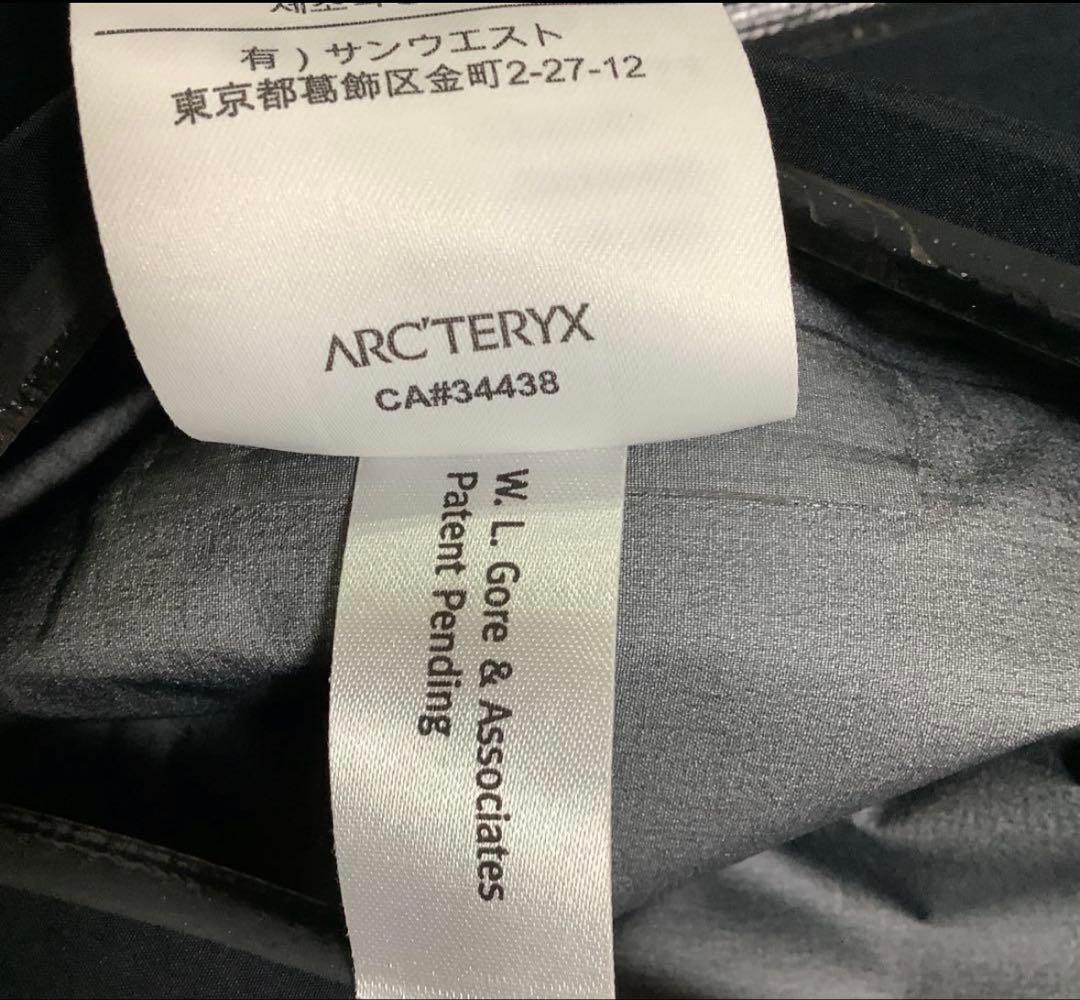 有）サンウエスト
東京都葛飾区金町2-27-12
ARC'TERYX
CA#34438
W. L. Gore & Associates
Patent Pending